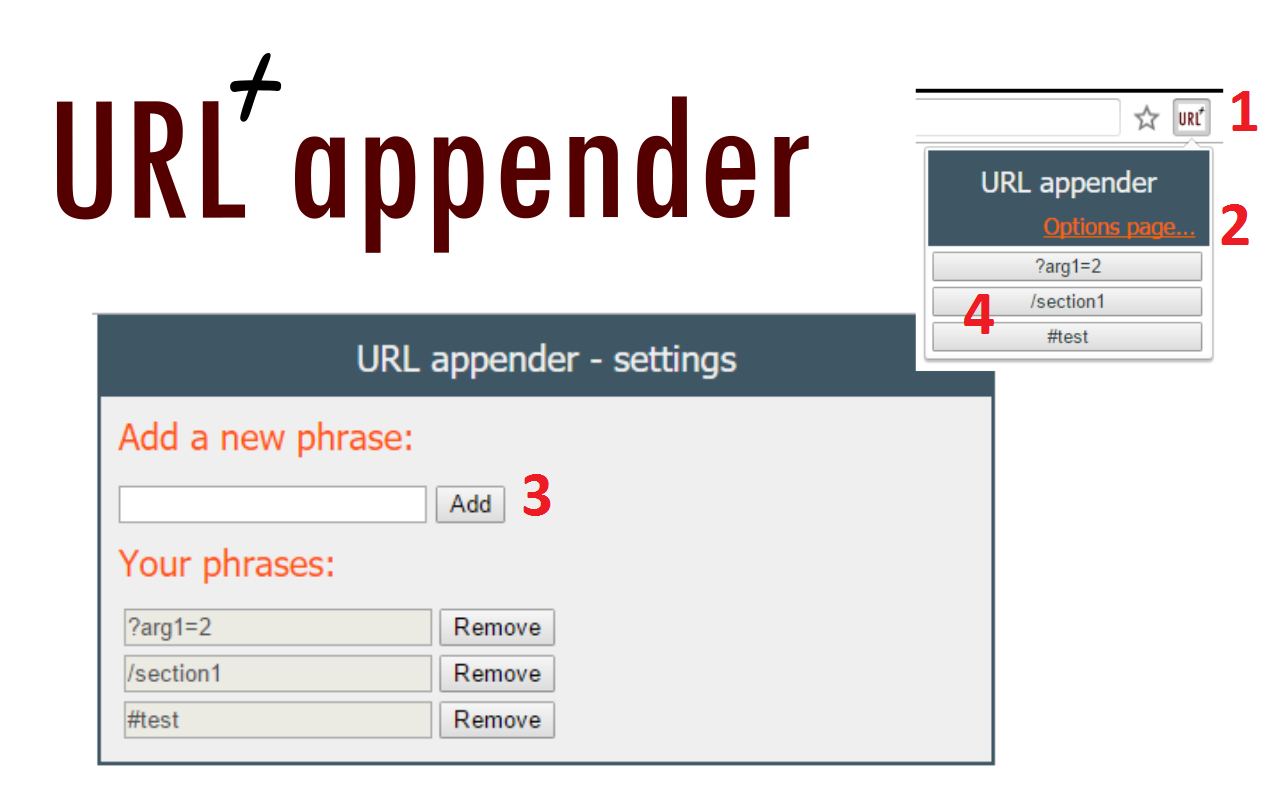 URL+ appender
URL+ 1
URL appender
Options page... 2
?arg1=2
4 /section1
#test
URL appender - settings
Add a new phrase:
Add 3
Your phrases:
?arg1=2 Remove
/section1 Remove
#test Remove